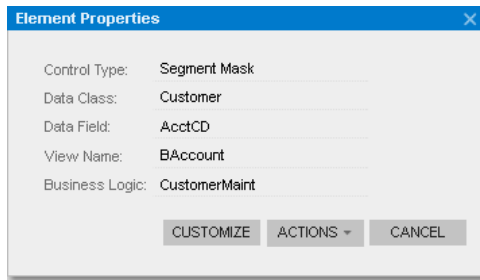 Element Properties
Control Type: Segment Mask
Data Class: Customer
Data Field: AcctCD
View Name: BAccount
Business Logic: CustomerMaint
CUSTOMIZE ACTIONS CANCEL